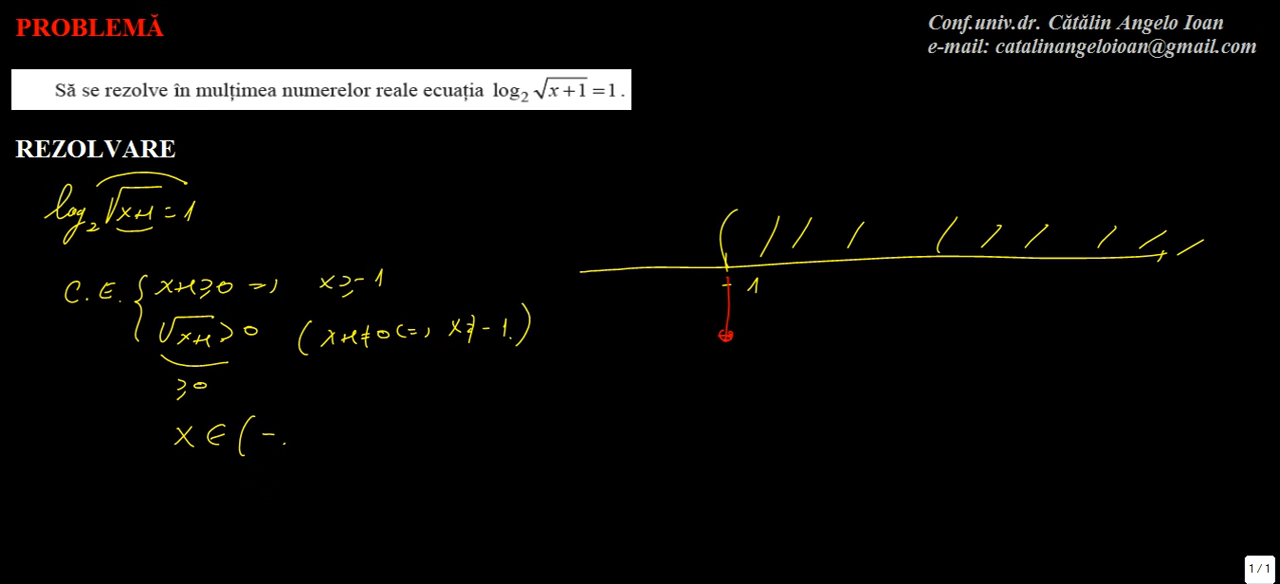 PROBLEMĂ
Conf.univ.dr. Cătălin Angelo Ioan
e-mail: catalinangeloioan@gmail.com
Să se rezolve în mulțimea numerelor reale ecuația log₂ √(x+1) = 1.
REZOLVARE
log₂ √(x+1) = 1
C.E. { x+1 ≥ 0 => x ≥ -1
√(x+1) > 0 (x+1 ≠ 0 <=> x ≠ -1.)
≥ 0
x ∈ (-
-1
1 / 1